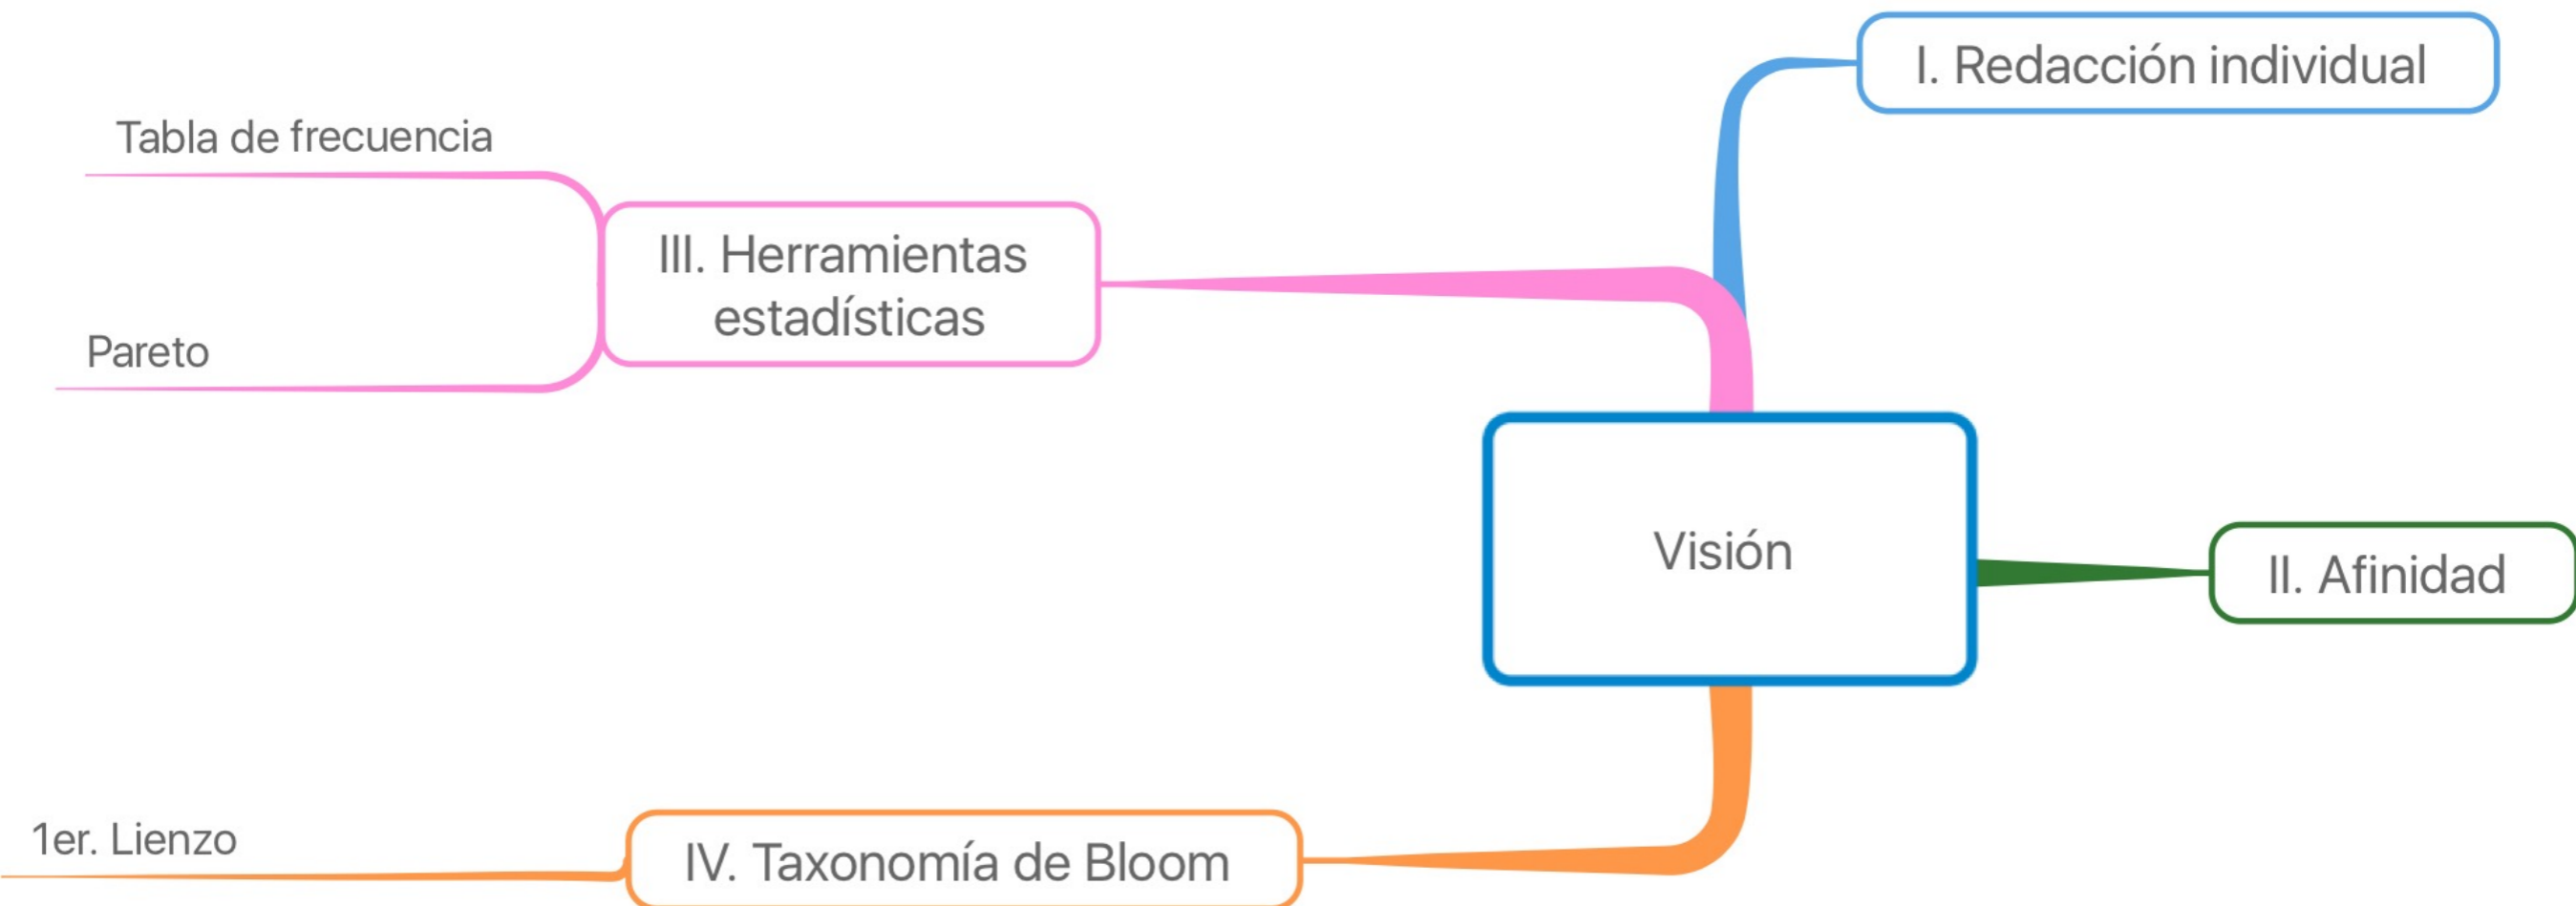 I. Redacción individual
Tabla de frecuencia
III. Herramientas
estadísticas
Pareto
Visión
II. Afinidad
1er. Lienzo
IV. Taxonomía de Bloom